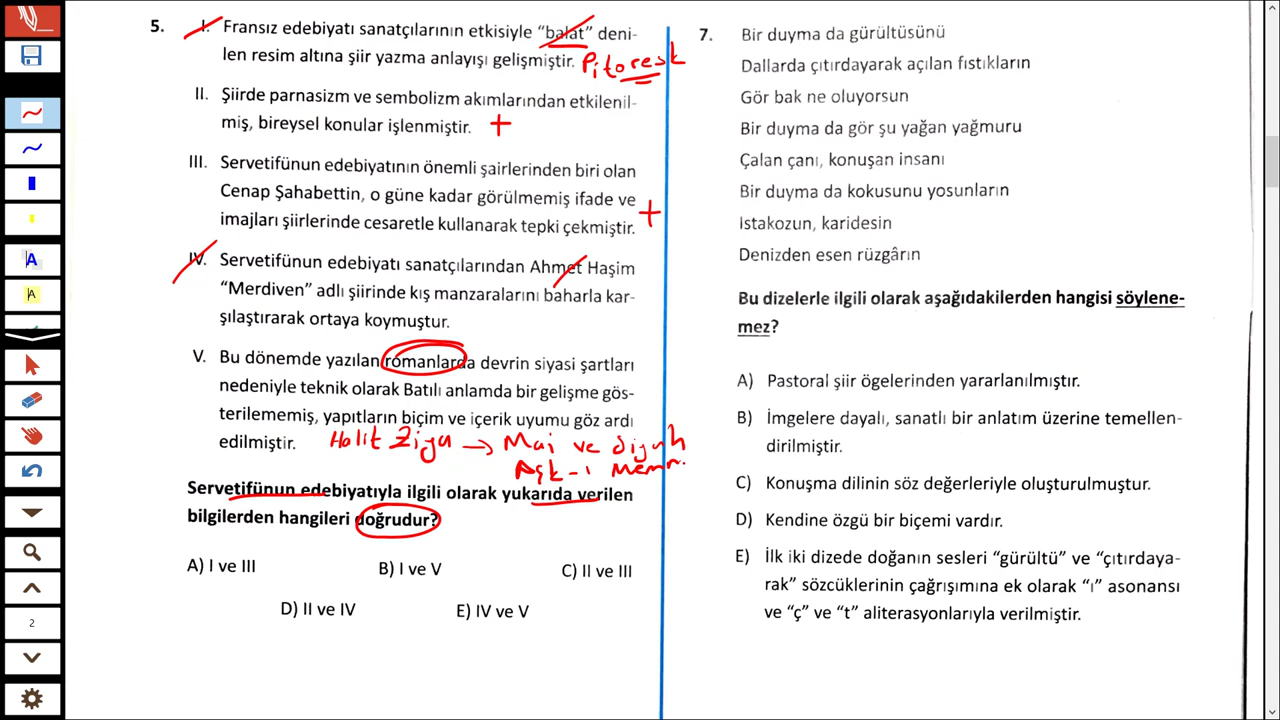 5. I. Fransız edebiyatı sanatçılarının etkisiyle “balat” deni-
len resim altına şiir yazma anlayışı gelişmiştir. Pitoresk
II. Şiirde parnasizm ve sembolizm akımlarından etkilenil-
miş, bireysel konular işlenmiştir. +
III. Servetifünun edebiyatının önemli şairlerinden biri olan
Cenap Şahabettin, o güne kadar görülmemiş ifade ve
imajları şiirlerinde cesaretle kullanarak tepki çekmiştir. +
IV. Servetifünun edebiyatı sanatçılarından Ahmet Haşim
“Merdiven” adlı şiirinde kış manzaralarını baharla kar-
şılaştırarak ortaya koymuştur.
V. Bu dönemde yazılan romanlarda devrin siyasi şartları
nedeniyle teknik olarak Batılı anlamda bir gelişme gös-
terilememiş, yapıtların biçim ve içerik uyumu göz ardı
edilmiştir. Halit Ziya → Mai ve Siyah
Aşk-ı Memn
Servetifünun edebiyatıyla ilgili olarak yukarıda verilen
bilgilerden hangileri doğrudur?
A) I ve III B) I ve V C) II ve III
D) II ve IV E) IV ve V
7. Bir duyma da gürültüsünü
Dallarda çıtırdayarak açılan fıstıkların
Gör bak ne oluyorsun
Bir duyma da gör şu yağan yağmuru
Çalan çanı, konuşan insanı
Bir duyma da kokusunu yosunların
Istakozun, karidesin
Denizden esen rüzgârın
Bu dizelerle ilgili olarak aşağıdakilerden hangisi söylene-
mez?
A) Pastoral şiir ögelerinden yararlanılmıştır.
B) İmgelere dayalı, sanatlı bir anlatım üzerine temellen-
dirilmiştir.
C) Konuşma dilinin söz değerleriyle oluşturulmuştur.
D) Kendine özgü bir biçemi vardır.
E) İlk iki dizede doğanın sesleri “gürültü” ve “çıtırdaya-
rak” sözcüklerinin çağrışımına ek olarak “ı” asonansı
ve “ç” ve “t” aliterasyonlarıyla verilmiştir.
A
A
2